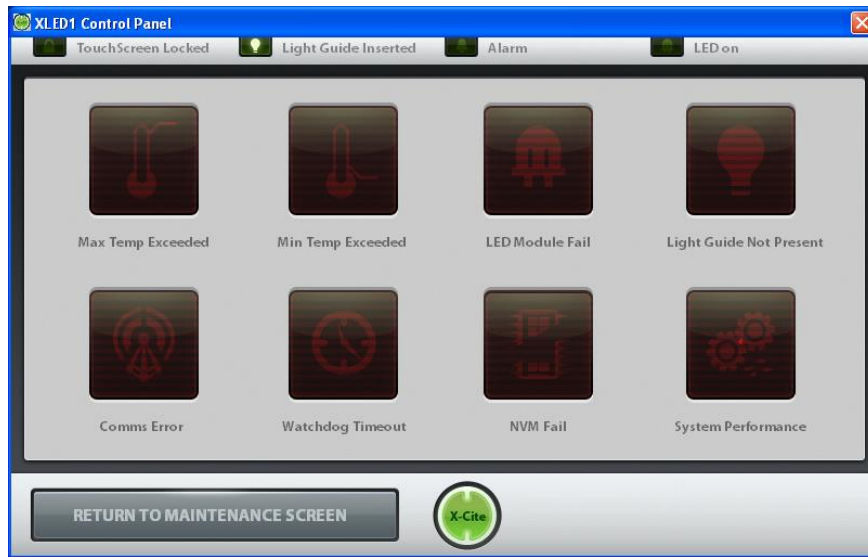 XLED1 Control Panel
TouchScreen Locked Light Guide Inserted Alarm LED on
Max Temp Exceeded Min Temp Exceeded LED Module Fail Light Guide Not Present
Comms Error Watchdog Timeout NVM Fail System Performance
RETURN TO MAINTENANCE SCREEN X-Cite